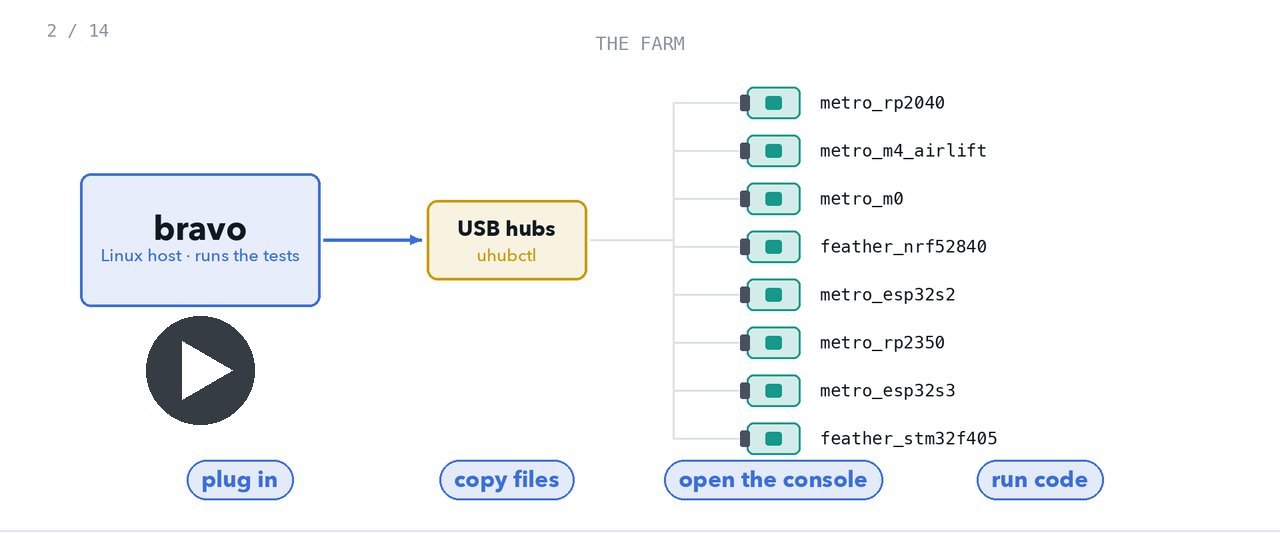 2 / 14
THE FARM
bravo
Linux host · runs the tests
USB hubs
uhubctl
metro_rp2040
metro_m4_airlift
metro_m0
feather_nrf52840
metro_esp32s2
metro_rp2350
metro_esp32s3
feather_stm32f405
plug in
copy files
open the console
run code